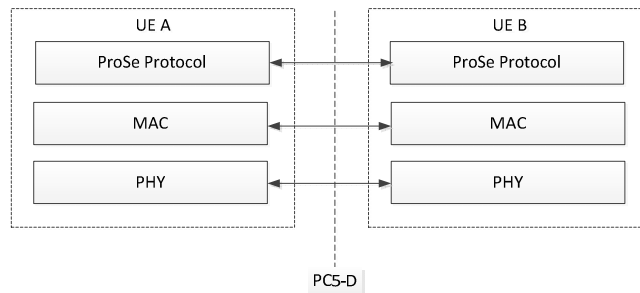 UE A
UE B
ProSe Protocol
ProSe Protocol
MAC
MAC
PHY
PHY
PC5-D